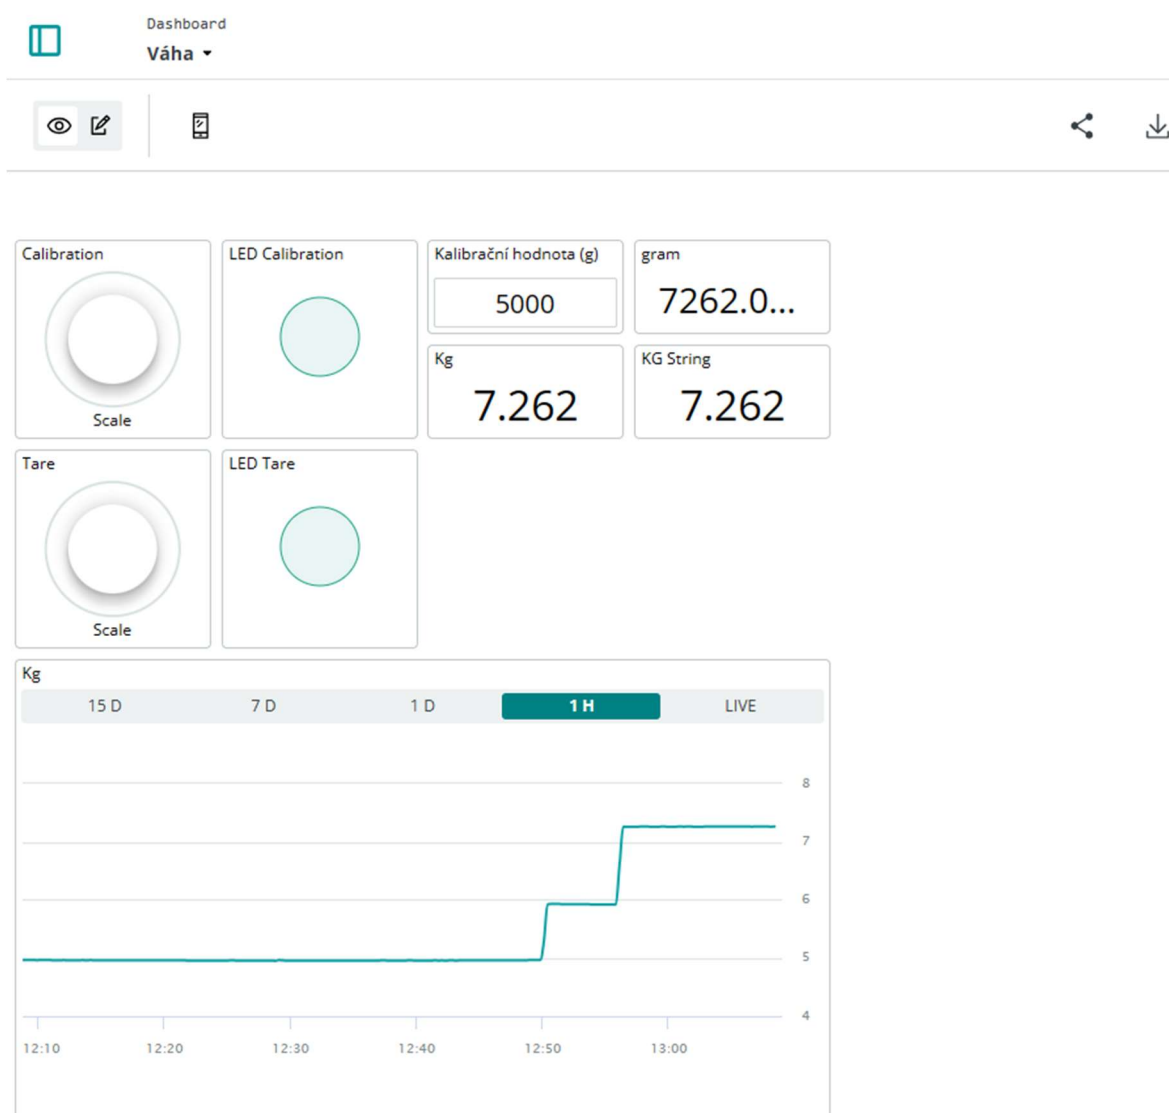 Dashboard
Váha
Calibration
Scale
LED Calibration
Kalibrační hodnota (g)
5000
gram
7262.0...
Kg
7.262
KG String
7.262
Tare
Scale
LED Tare
Kg
15 D 7 D 1 D 1 H LIVE
8
7
6
5
4
12:10 12:20 12:30 12:40 12:50 13:00